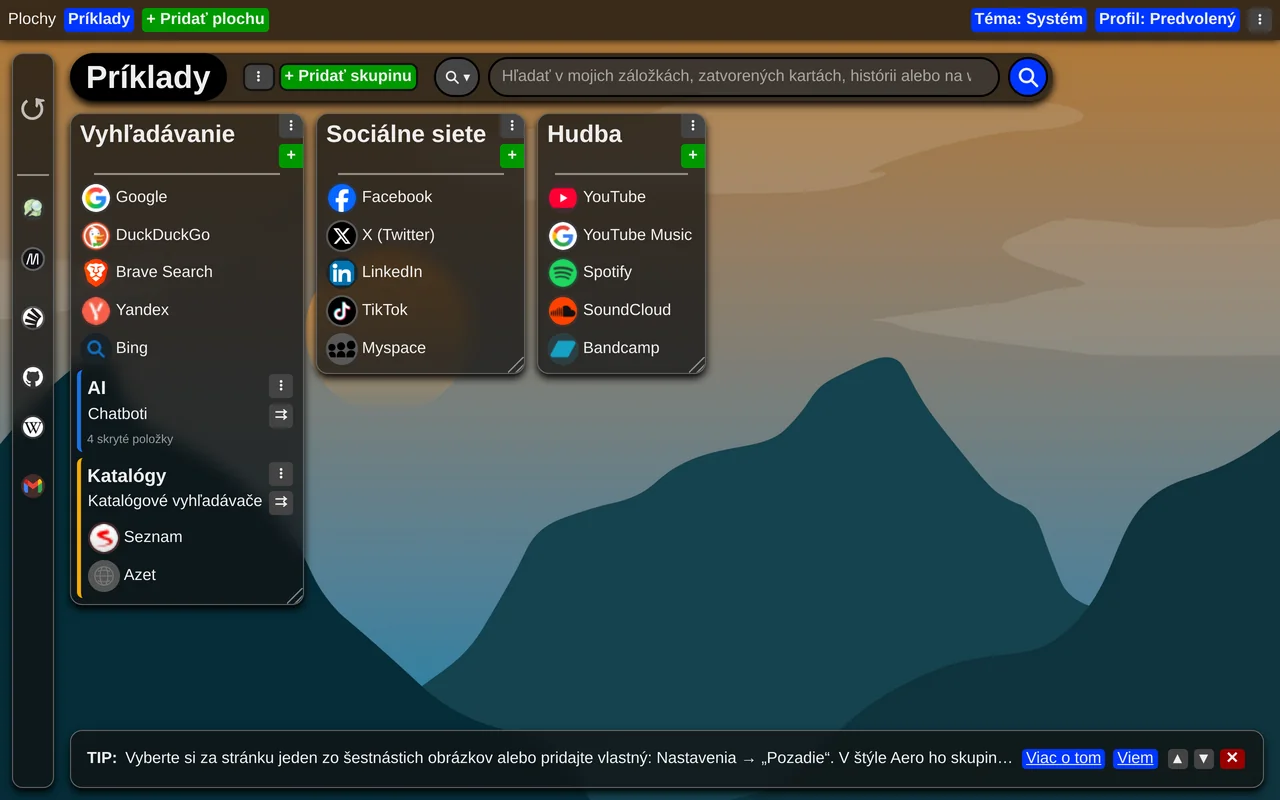 Plochy Príklady + Pridať plochu Téma: Systém Profil: Predvolený
Príklady + Pridať skupinu Hľadať v mojich záložkách, zatvorených kartách, histórii alebo na
Vyhľadávanie
+
Google
DuckDuckGo
Brave Search
Yandex
Bing
AI
Chatboti
4 skryté položky
Katalógy
Katalógové vyhľadávače
Seznam
Azet
Sociálne siete
+
Facebook
X (Twitter)
LinkedIn
TikTok
Myspace
Hudba
+
YouTube
YouTube Music
Spotify
SoundCloud
Bandcamp
TIP: Vyberte si za stránku jeden zo šestnástich obrázkov alebo pridajte vlastný: Nastavenia → „Pozadie“. V štýle Aero ho skupin… Viac o tom Viem